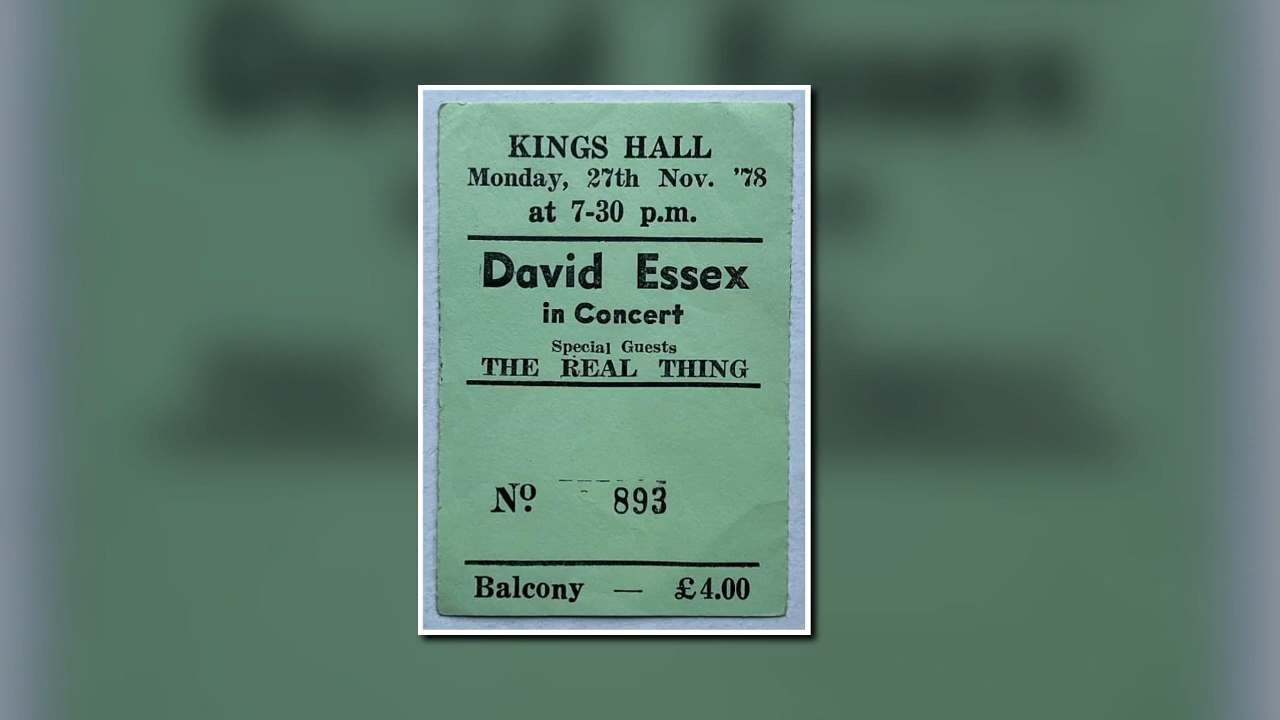 KINGS HALL
Monday, 27th Nov. '78
at 7-30 p.m.
David Essex
in Concert
Special Guests
THE REAL THING
Nº 893
Balcony — £4.00